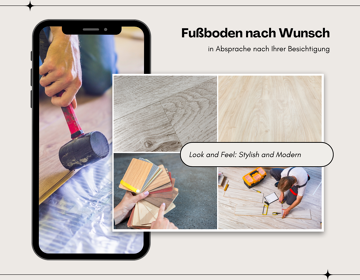 Fußboden nach Wunsch
in Absprache nach Ihrer Besichtigung
Look and Feel: Stylish and Modern